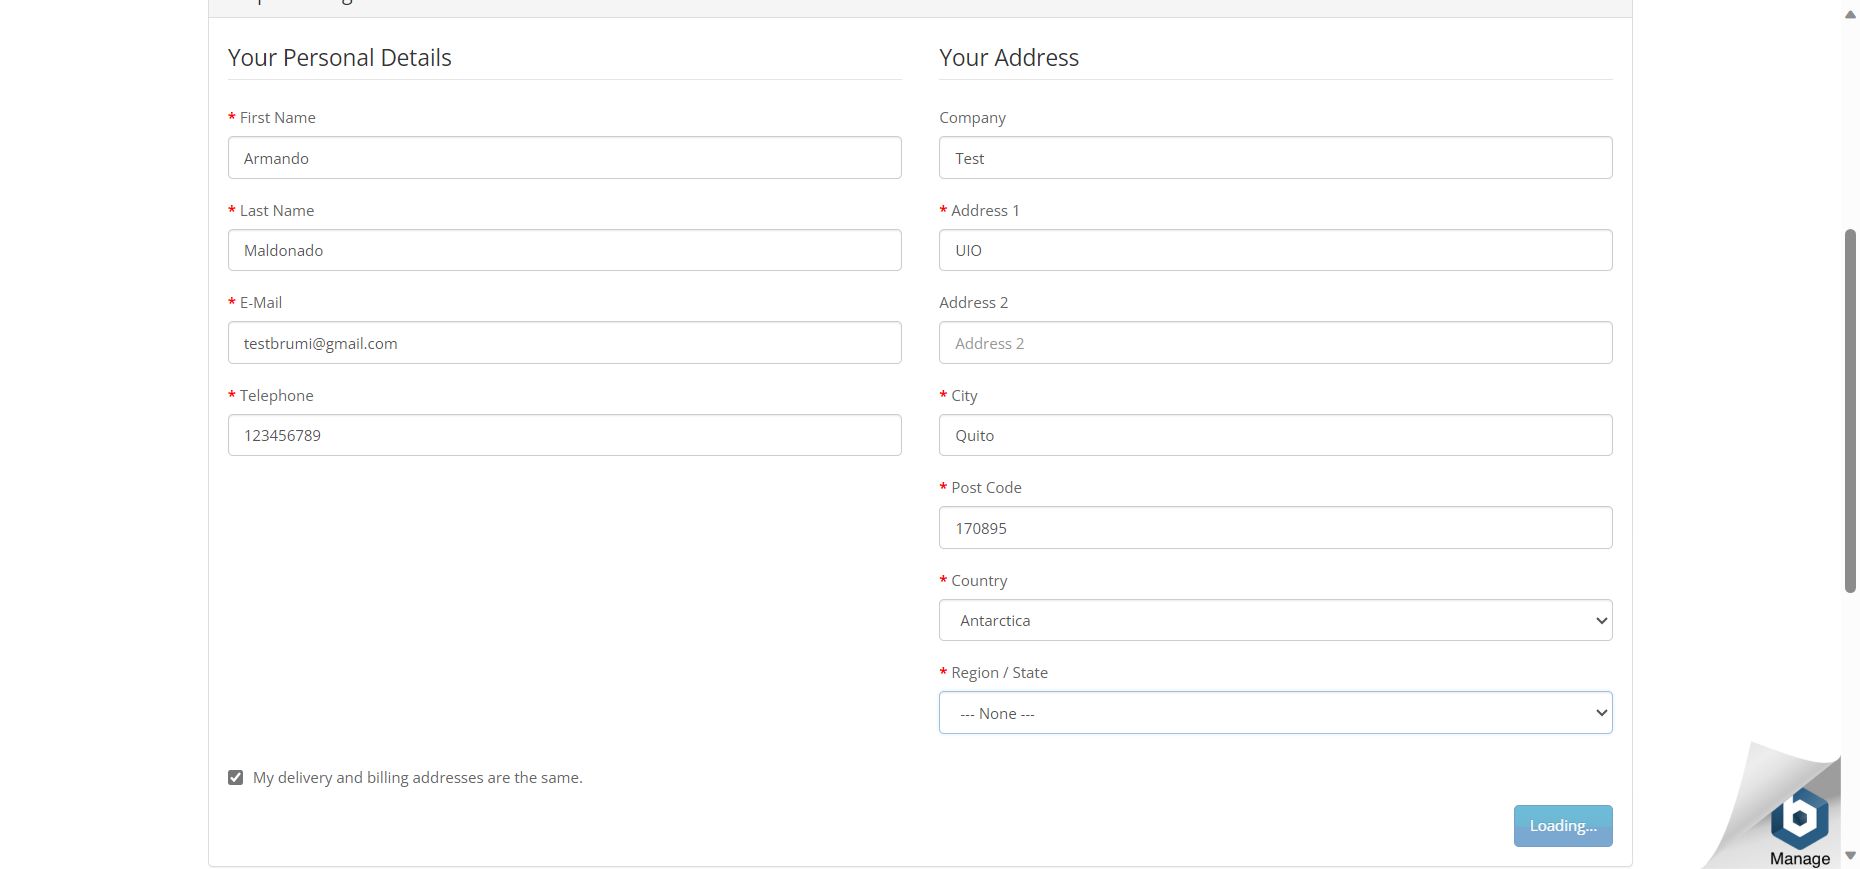 Your Personal Details
* First Name
Armando
* Last Name
Maldonado
* E-Mail
testbrumi@gmail.com
* Telephone
123456789
Your Address
Company
Test
* Address 1
UIO
Address 2
Address 2
* City
Quito
* Post Code
170895
* Country
Antarctica
* Region / State
--- None ---
My delivery and billing addresses are the same.
Loading...
b
Manage